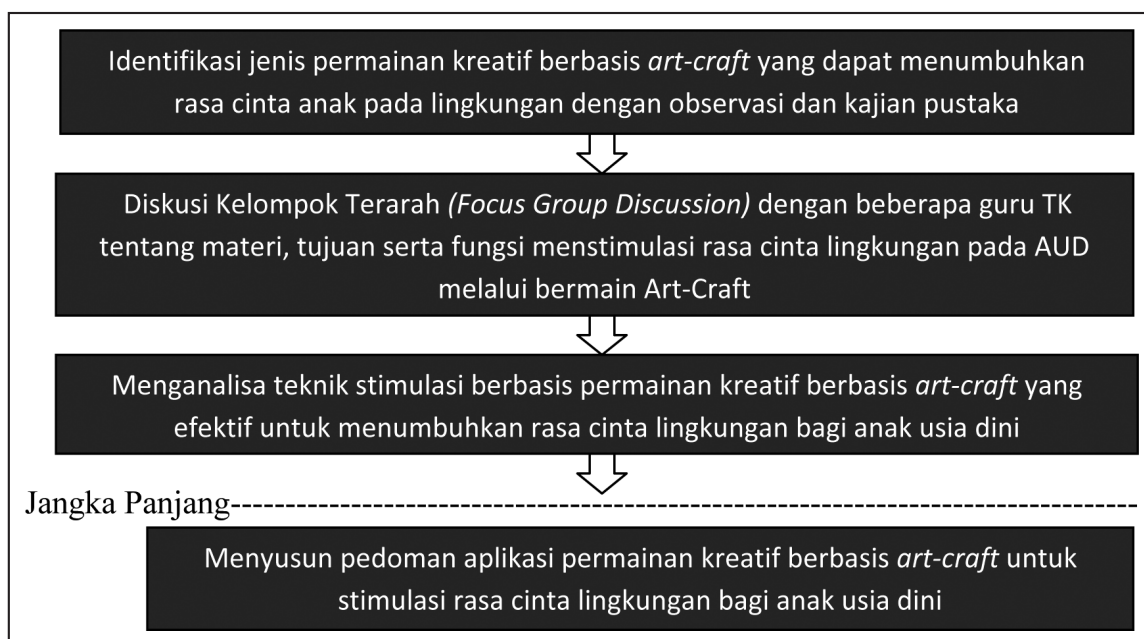 Identifikasi jenis permainan kreatif berbasis art-craft yang dapat menumbuhkan
rasa cinta anak pada lingkungan dengan observasi dan kajian pustaka
Diskusi Kelompok Terarah (Focus Group Discussion) dengan beberapa guru TK
tentang materi, tujuan serta fungsi menstimulasi rasa cinta lingkungan pada AUD
melalui bermain Art-Craft
Menganalisa teknik stimulasi berbasis permainan kreatif berbasis art-craft yang
efektif untuk menumbuhkan rasa cinta lingkungan bagi anak usia dini
Jangka Panjang
Menyusun pedoman aplikasi permainan kreatif berbasis art-craft untuk
stimulasi rasa cinta lingkungan bagi anak usia dini